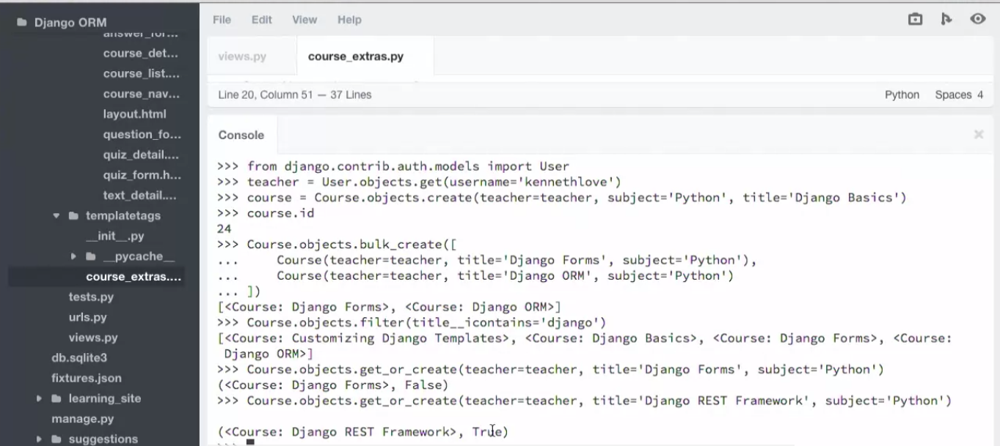 Django ORM
File Edit View Help
answer_for...
course_det...
course_list....
course_nav...
layout.html
question_fo...
quiz_detail....
quiz_form.h...
text_detail....
templatetags
__init__.py
__pycache__
course_extras....
tests.py
urls.py
views.py
db.sqlite3
fixtures.json
learning_site
manage.py
suggestions
views.py course_extras.py
Line 20, Column 51 — 37 Lines Python Spaces 4
Console
>>> from django.contrib.auth.models import User
>>> teacher = User.objects.get(username='kennethlove')
>>> course = Course.objects.create(teacher=teacher, subject='Python', title='Django Basics')
>>> course.id
24
>>> Course.objects.bulk_create([
...     Course(teacher=teacher, title='Django Forms', subject='Python'),
...     Course(teacher=teacher, title='Django ORM', subject='Python')
... ])
[<Course: Django Forms>, <Course: Django ORM>]
>>> Course.objects.filter(title__icontains='django')
[<Course: Customizing Django Templates>, <Course: Django Basics>, <Course: Django Forms>, <Course:
 Django ORM>]
>>> Course.objects.get_or_create(teacher=teacher, title='Django Forms', subject='Python')
(<Course: Django Forms>, False)
>>> Course.objects.get_or_create(teacher=teacher, title='Django REST Framework', subject='Python')
(<Course: Django REST Framework>, True)
>>>